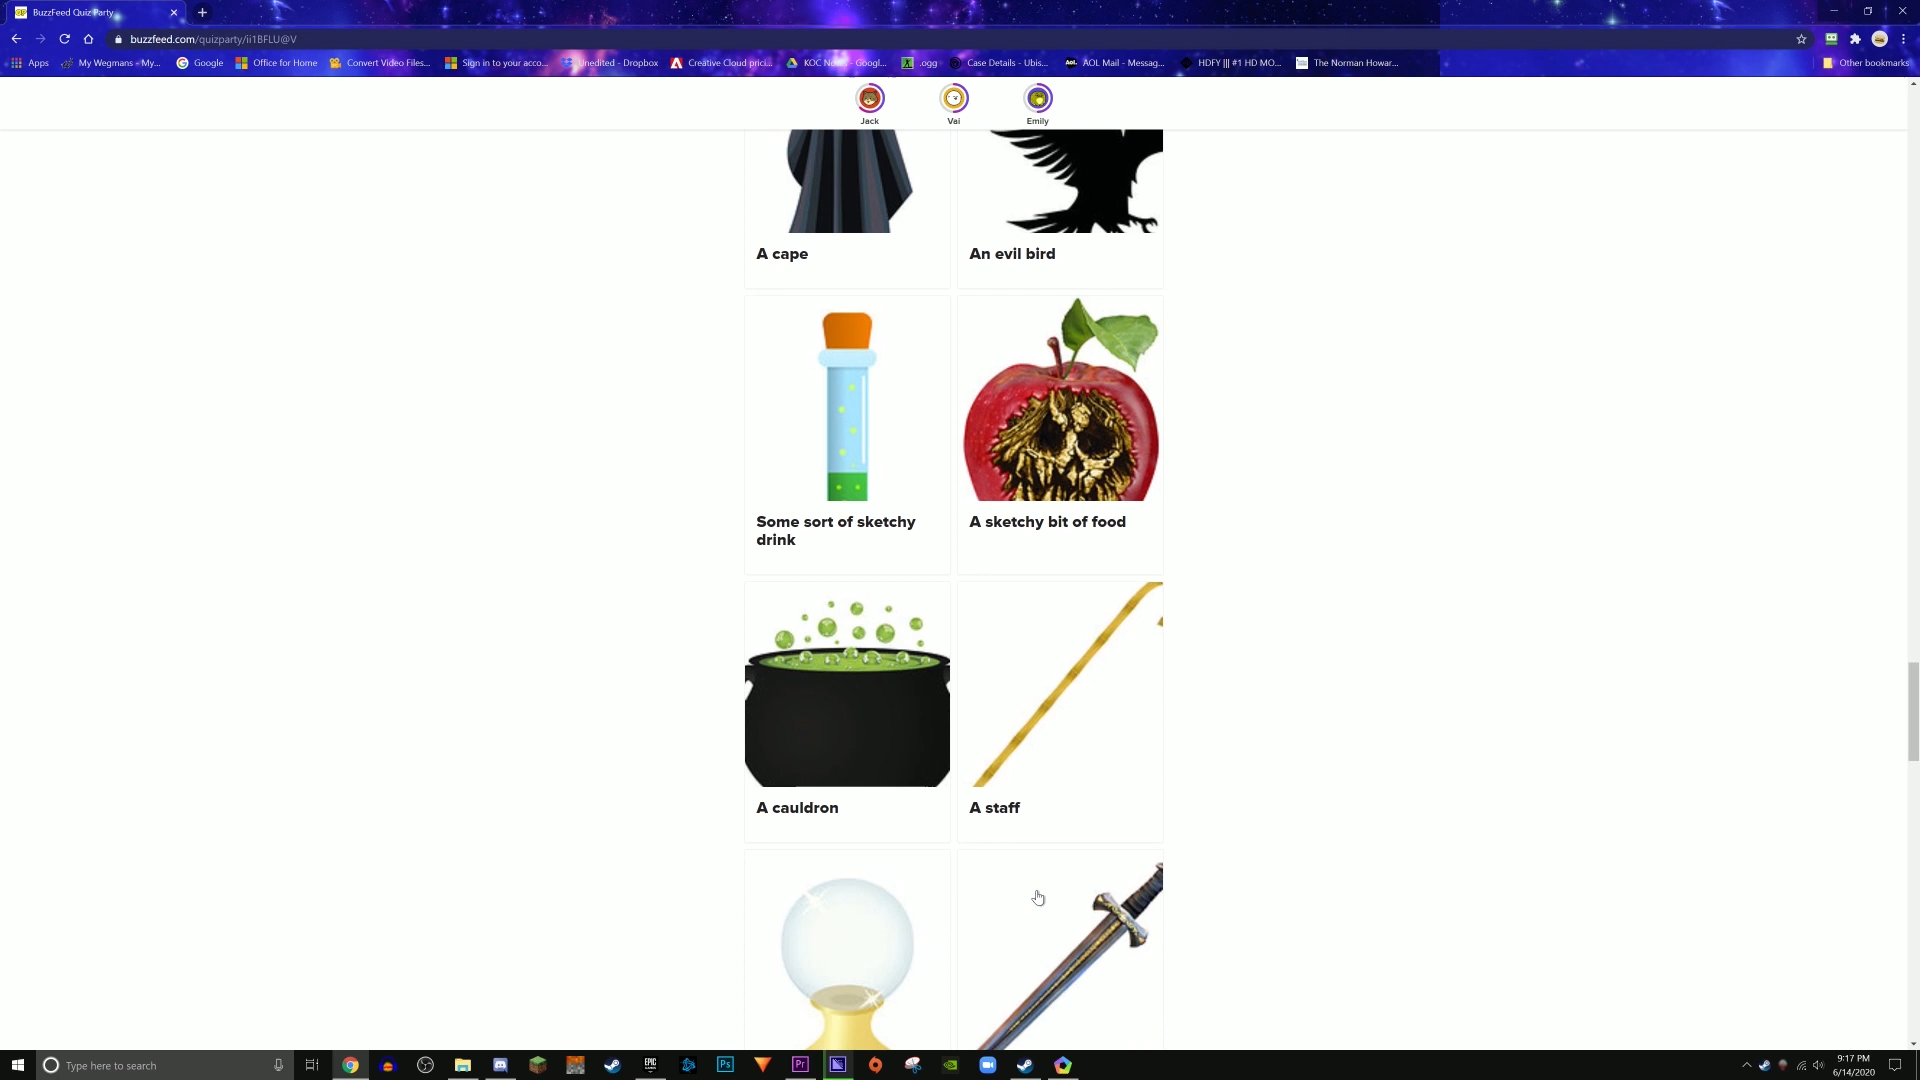 BuzzFeed Quiz Party
buzzfeed.com/quizparty/ii1BFLU@V
Apps My Wegmans - My... Google Office for Home Convert Video Files... Sign in to your acco... Unedited - Dropbox Creative Cloud prici... KOC No - Googl... .ogg Case Details - Ubis... AOL Mail - Messag... HDFY ||| #1 HD MO... The Norman Howar... Other bookmarks
Jack Vai Emily
A cape An evil bird
Some sort of sketchy A sketchy bit of food
drink
A cauldron A staff
Type here to search
9:17 PM
6/14/2020